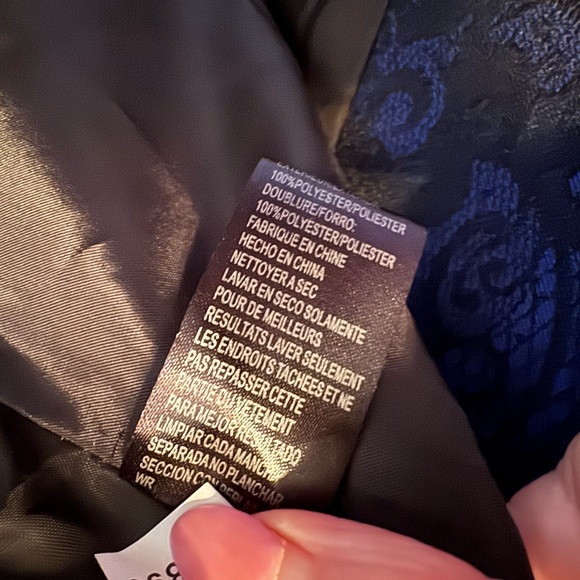 100%POLYESTER/POLIESTER
DOUBLURE/FORRO:
100%POLYESTER/POLIESTER
FABRIQUE EN CHINE
HECHO EN CHINA
NETTOYER A SEC
LAVAR EN SECO SOLAMENTE
POUR DE MEILLEURS
RESULTATS LAVER SEULEMENT
LES ENDROITS TACHEES ET NE
PAS REPASSER CETTE
PARA MEJOR
LIMPIAR CADA
SEPARADA NO PLANCHAR
SECCION CON
WR